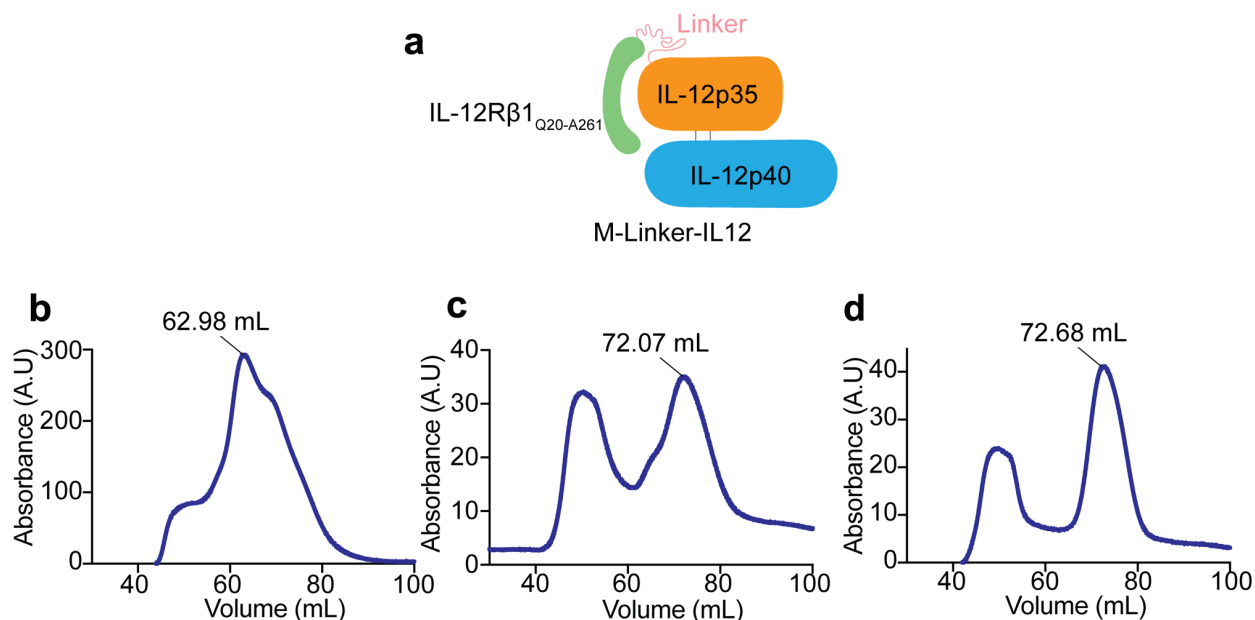 a
Linker
IL-12p35
IL-12Rβ1Q20-A261
IL-12p40
M-Linker-IL12
b
62.98 mL
Absorbance (A.U)
300
200
100
0
40 60 80 100
Volume (mL)
c
72.07 mL
Absorbance (A.U)
40
30
20
10
0
40 60 80 100
Volume (mL)
d
72.68 mL
Absorbance (A.U)
40
30
20
10
0
40 60 80 100
Volume (mL)